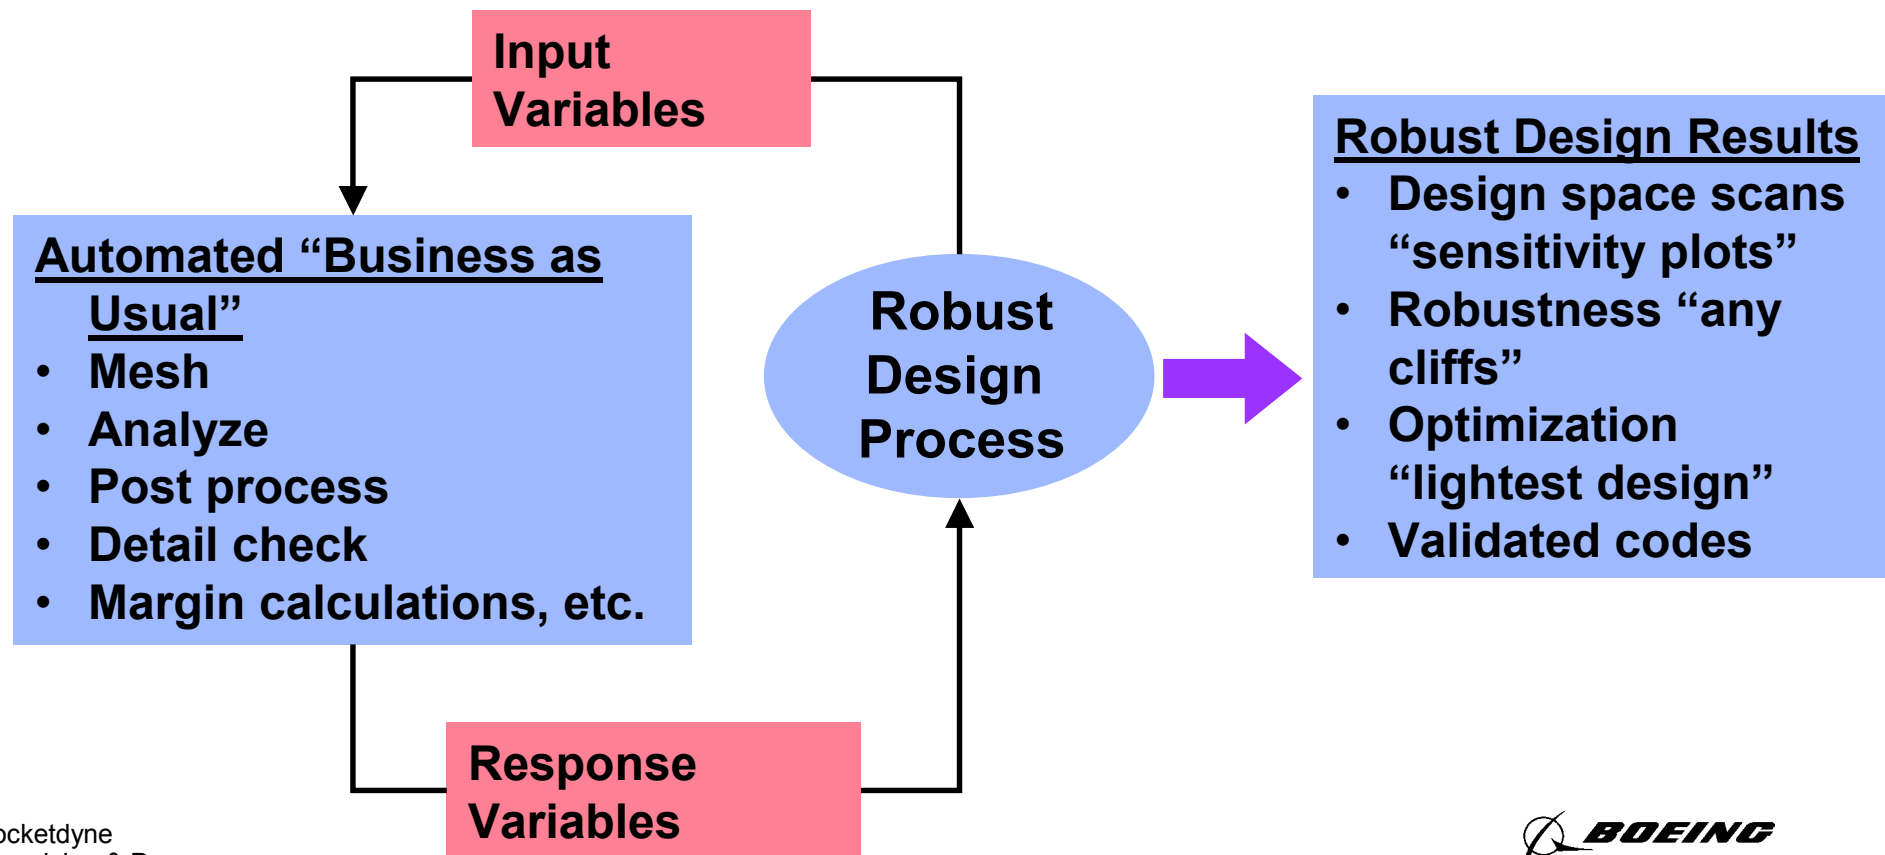 Input
Variables
Automated “Business as
Usual”
• Mesh
• Analyze
• Post process
• Detail check
• Margin calculations, etc.
Robust
Design
Process
Response
Variables
Robust Design Results
• Design space scans
“sensitivity plots”
• Robustness “any
cliffs”
• Optimization
“lightest design”
• Validated codes
ocketdyne
BOEING